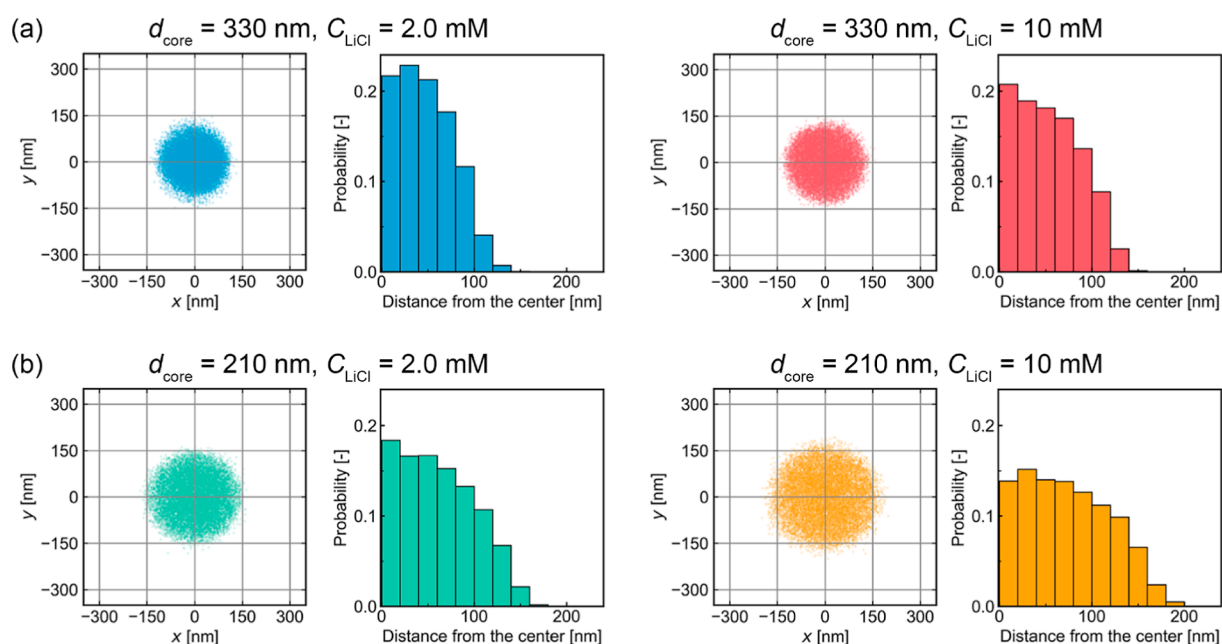 (a)
d_core = 330 nm, C_LiCl = 2.0 mM
300
150
0
−150
−300
y [nm]
−300 −150 0 150 300
x [nm]
Probability [-]
0.2
0.1
0.0
0 100 200
Distance from the center [nm]
d_core = 330 nm, C_LiCl = 10 mM
300
150
0
−150
−300
y [nm]
−300 −150 0 150 300
x [nm]
Probability [-]
0.2
0.1
0.0
0 100 200
Distance from the center [nm]
(b)
d_core = 210 nm, C_LiCl = 2.0 mM
300
150
0
−150
−300
y [nm]
−300 −150 0 150 300
x [nm]
Probability [-]
0.2
0.1
0.0
0 100 200
Distance from the center [nm]
d_core = 210 nm, C_LiCl = 10 mM
300
150
0
−150
−300
y [nm]
−300 −150 0 150 300
x [nm]
Probability [-]
0.2
0.1
0.0
0 100 200
Distance from the center [nm]